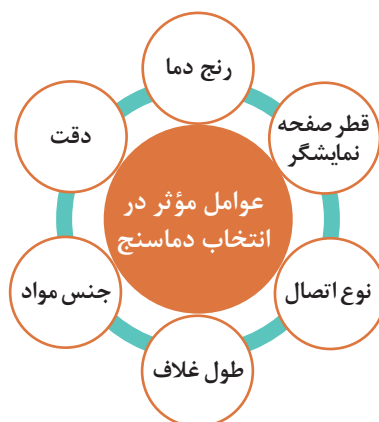 رنج دما
قطر صفحه
نمایشگر
دقت
عوامل مؤثر در
انتخاب دماسنج
نوع اتصال
جنس مواد
طول غلاف